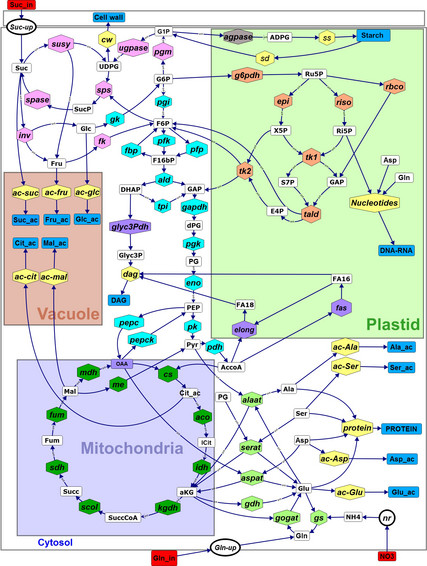 Suc_in
Suc-up
Cell wall
G1P
agpase
ADPG
ss
Starch
cw
ugpase
pgm
sd
susy
UDPG
Suc
G6P
g6pdh
Ru5P
rbco
sps
spase
SucP
pgi
epi
riso
gk
inv
Glc
F6P
X5P
Ri5P
fk
fbp
pfk
pfp
tk1
Asp
Fru
F16bP
tk2
Gln
ald
S7P
GAP
ac-suc
ac-fru
ac-glc
DHAP
GAP
Nucleotides
tpi
gapdh
E4P
tald
Suc_ac
Fru_ac
Glc_ac
glyc3Pdh
dPG
Cit_ac
Mal_ac
pgk
DNA-RNA
Glyc3P
PG
ac-cit
ac-mal
dag
eno
FA16
DAG
FA18
fas
Vacuole
PEP
Plastid
pepc
pk
elong
pepck
Pyr
pdh
ac-Ala
Ala_ac
mdh
OAA
cs
AccoA
ac-Ser
Ser_ac
me
Mal
Cit_ac
PG
alaat
Ala
fum
aco
Ser
protein
PROTEIN
Mitochondria
Fum
iCit
serat
Asp
ac-Asp
Asp_ac
sdh
idh
aspat
Succ
aKG
Glu
ac-Glu
Glu_ac
scol
SuccCoA
kgdh
gdh
gogat
gs
NH4
nr
Cytosol
Gln
Gln-up
Gln_in
NO3